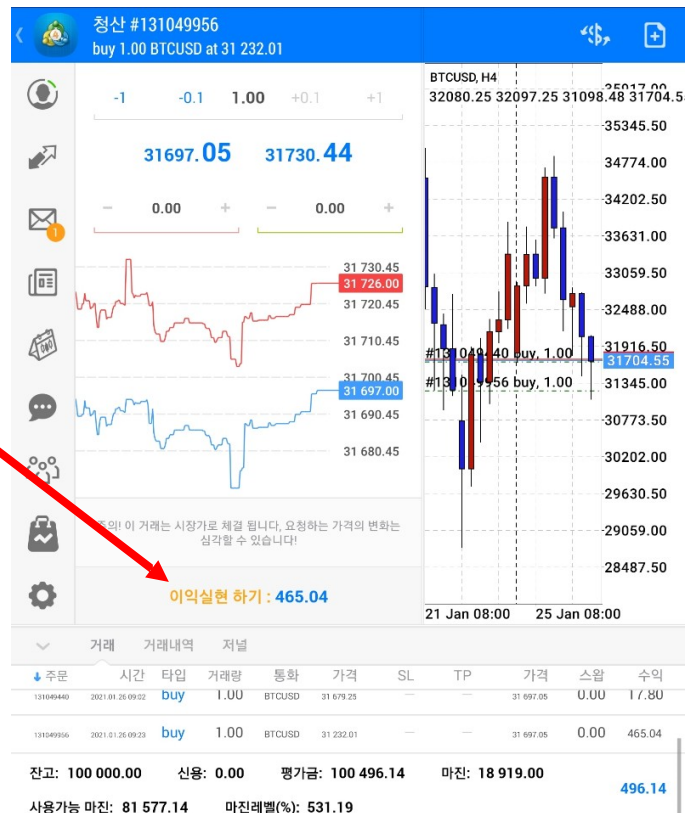 청산 #131049956
buy 1.00 BTCUSD at 31 232.01
-1 -0.1 1.00 +0.1 +1
31697.05 31730.44
- 0.00 + - 0.00 +
31 730.45
31 726.00
31 720.45
31 710.45
31 700.45
31 697.00
31 690.45
31 680.45
주의! 이 거래는 시장가로 체결 됩니다, 요청하는 가격의 변화는
심각할 수 있습니다!
이익실현 하기 : 465.04
BTCUSD, H4
32080.25 32097.25 31098.48 31704.5
35917.00
35345.50
34774.00
34202.50
33631.00
33059.50
32488.00
31916.50
#131049440 buy, 1.00
31704.55
#131049956 buy, 1.00
31345.00
30773.50
30202.00
29630.50
29059.00
28487.50
21 Jan 08:00 25 Jan 08:00
1
거래 거래내역 저널
주문 시간 타입 거래량 통화 가격 SL TP 가격 스왑 수익
131049440 2021.01.26 09:02 buy 1.00 BTCUSD 31 679.25 — — 31 697.05 0.00 17.80
131049956 2021.01.26 09:23 buy 1.00 BTCUSD 31 232.01 — — 31 697.05 0.00 465.04
잔고: 100 000.00 신용: 0.00 평가금: 100 496.14 마진: 18 919.00
496.14
사용가능 마진: 81 577.14 마진레벨(%): 531.19